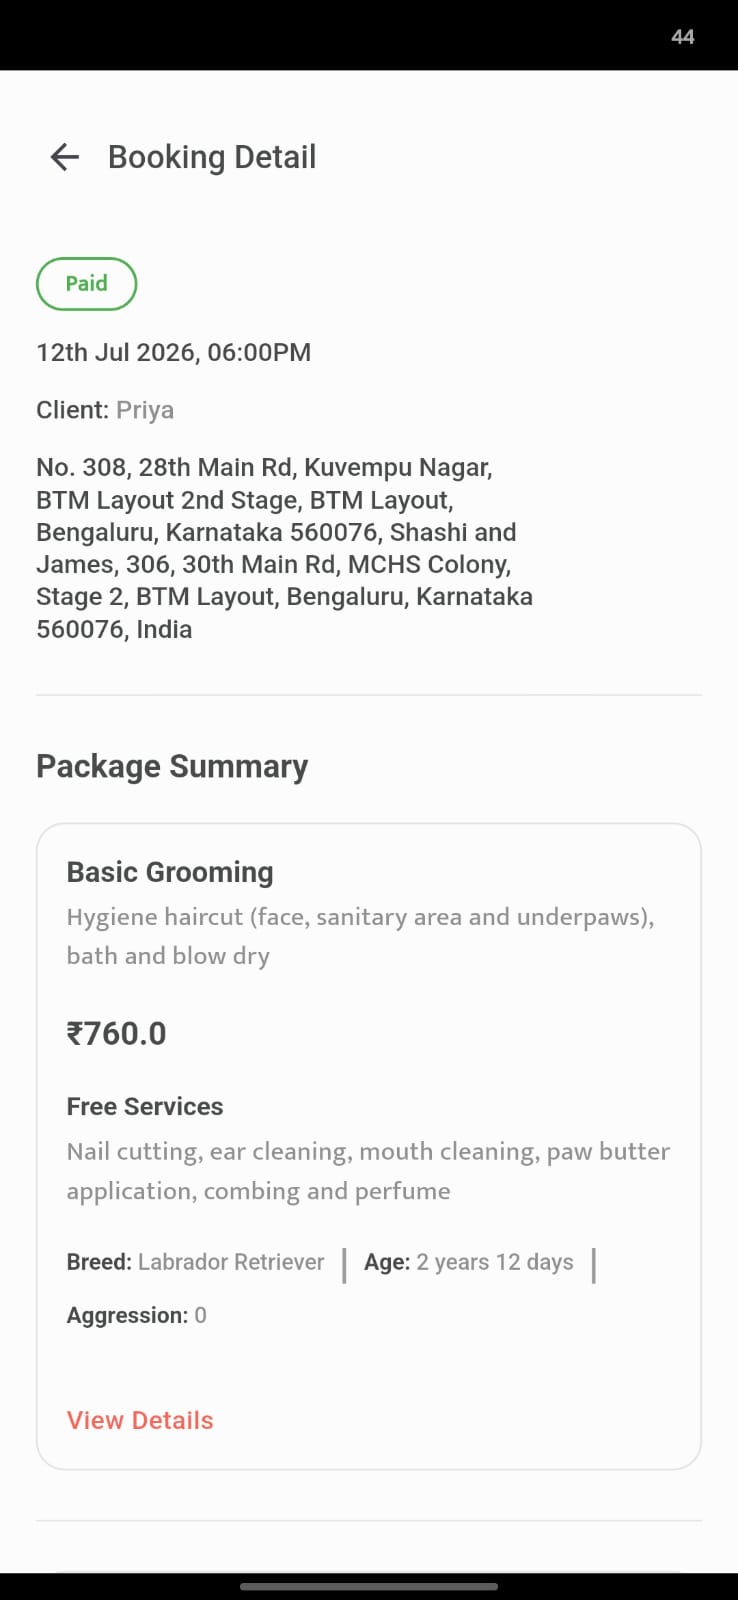 44
Booking Detail
Paid
12th Jul 2026, 06:00PM
Client: Priya
No. 308, 28th Main Rd, Kuvempu Nagar,
BTM Layout 2nd Stage, BTM Layout,
Bengaluru, Karnataka 560076, Shashi and
James, 306, 30th Main Rd, MCHS Colony,
Stage 2, BTM Layout, Bengaluru, Karnataka
560076, India
Package Summary
Basic Grooming
Hygiene haircut (face, sanitary area and underpaws),
bath and blow dry
₹760.0
Free Services
Nail cutting, ear cleaning, mouth cleaning, paw butter
application, combing and perfume
Breed: Labrador Retriever | Age: 2 years 12 days |
Aggression: 0
View Details